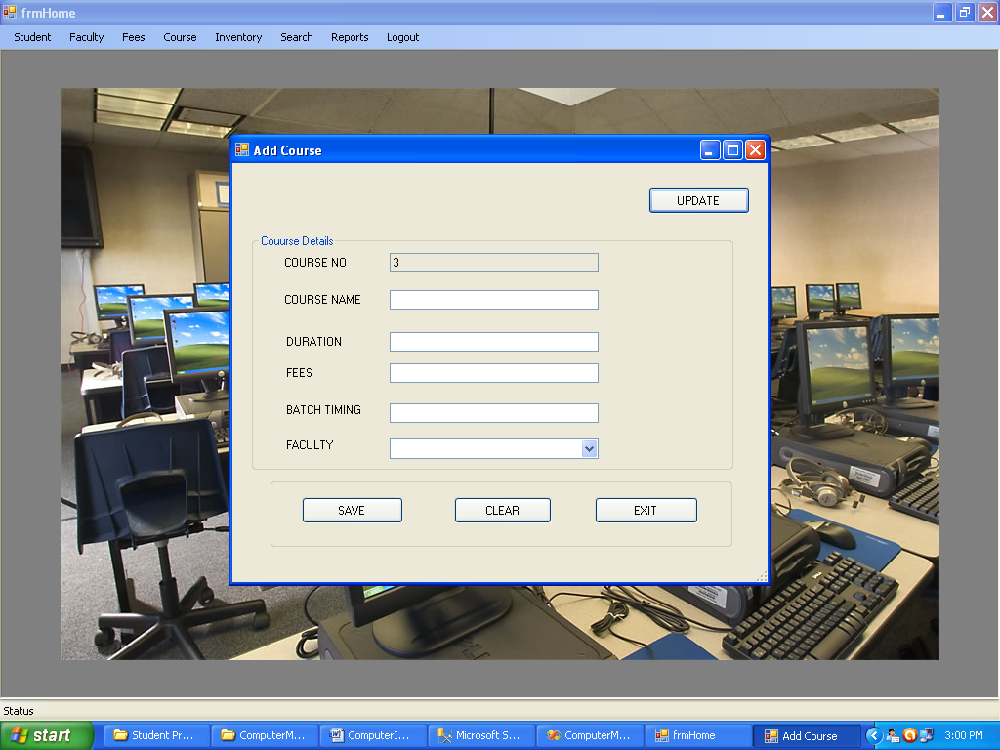 frmHome
Student Faculty Fees Course Inventory Search Reports Logout
Add Course
UPDATE
Couurse Details
COURSE NO 3
COURSE NAME
DURATION
FEES
BATCH TIMING
FACULTY
SAVE CLEAR EXIT
Status
start Student Pr... ComputerM... ComputerI... Microsoft S... ComputerM... frmHome Add Course 3:00 PM